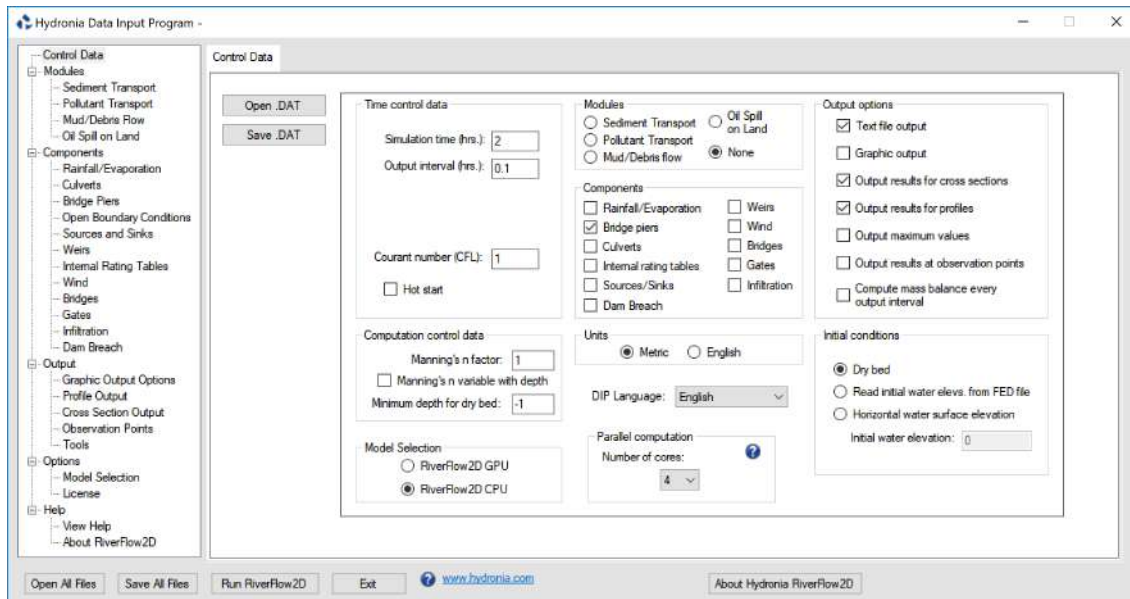 Hydronia Data Input Program -
Control Data
Modules
Sediment Transport
Pollutant Transport
Mud/Debris Flow
Oil Spill on Land
Components
Rainfall/Evaporation
Culverts
Bridge Piers
Open Boundary Conditions
Sources and Sinks
Weirs
Internal Rating Tables
Wind
Bridges
Gates
Infiltration
Dam Breach
Output
Graphic Output Options
Profile Output
Cross Section Output
Observation Points
Tools
Options
Model Selection
License
Help
View Help
About RiverFlow2D
Control Data
Open .DAT
Save .DAT
Time control data
Simulation time (hrs.): 2
Output interval (hrs.): 0.1
Courant number (CFL): 1
Hot start
Computation control data
Manning's n factor: 1
Manning's n variable with depth
Minimum depth for dry bed: -1
Model Selection
RiverFlow2D GPU
RiverFlow2D CPU
Modules
Sediment Transport
Pollutant Transport
Mud/Debris flow
Oil Spill
on Land
None
Components
Rainfall/Evaporation
Bridge piers
Culverts
Internal rating tables
Sources/Sinks
Dam Breach
Weirs
Wind
Bridges
Gates
Infiltration
Units
Metric
English
DIP Language: English
Parallel computation
Number of cores:
4
Output options
Text file output
Graphic output
Output results for cross sections
Output results for profiles
Output maximum values
Output results at observation points
Compute mass balance every
output interval
Initial conditions
Dry bed
Read initial water elevs. from FED file
Horizontal water surface elevation
Initial water elevation: 0
Open All Files
Save All Files
Run RiverFlow2D
Exit
www.hydronia.com
About Hydronia RiverFlow2D